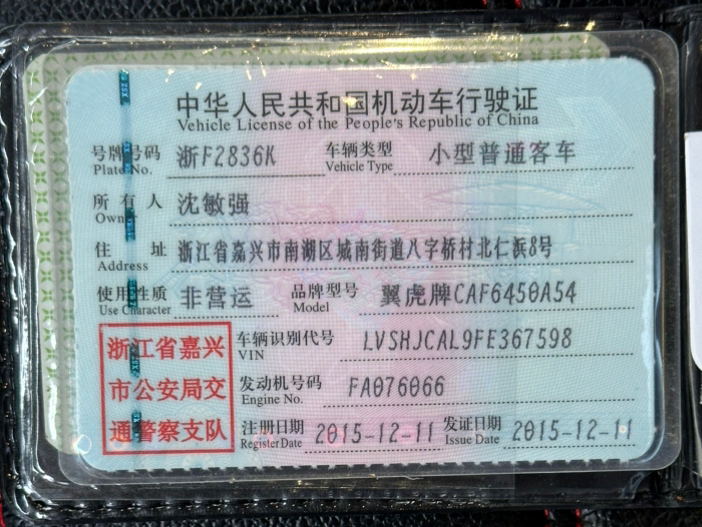 中华人民共和国机动车行驶证
Vehicle License of the People's Republic of China
号牌号码 浙F2836K 车辆类型 小型普通客车
Plate No. Vehicle Type
所有人 沈敏强
Owner
住址 浙江省嘉兴市南湖区城南街道八字桥村北仁浜8号
Address
使用性质 非营运 品牌型号 翼虎牌CAF6450A54
Use Character Model
浙江省嘉兴 车辆识别代号 LVSHJCAL9FE367598
VIN
市公安局交 发动机号码 FA076066
Engine No.
通警察支队 注册日期 2015-12-11 发证日期 2015-12-11
Register Date Issue Date